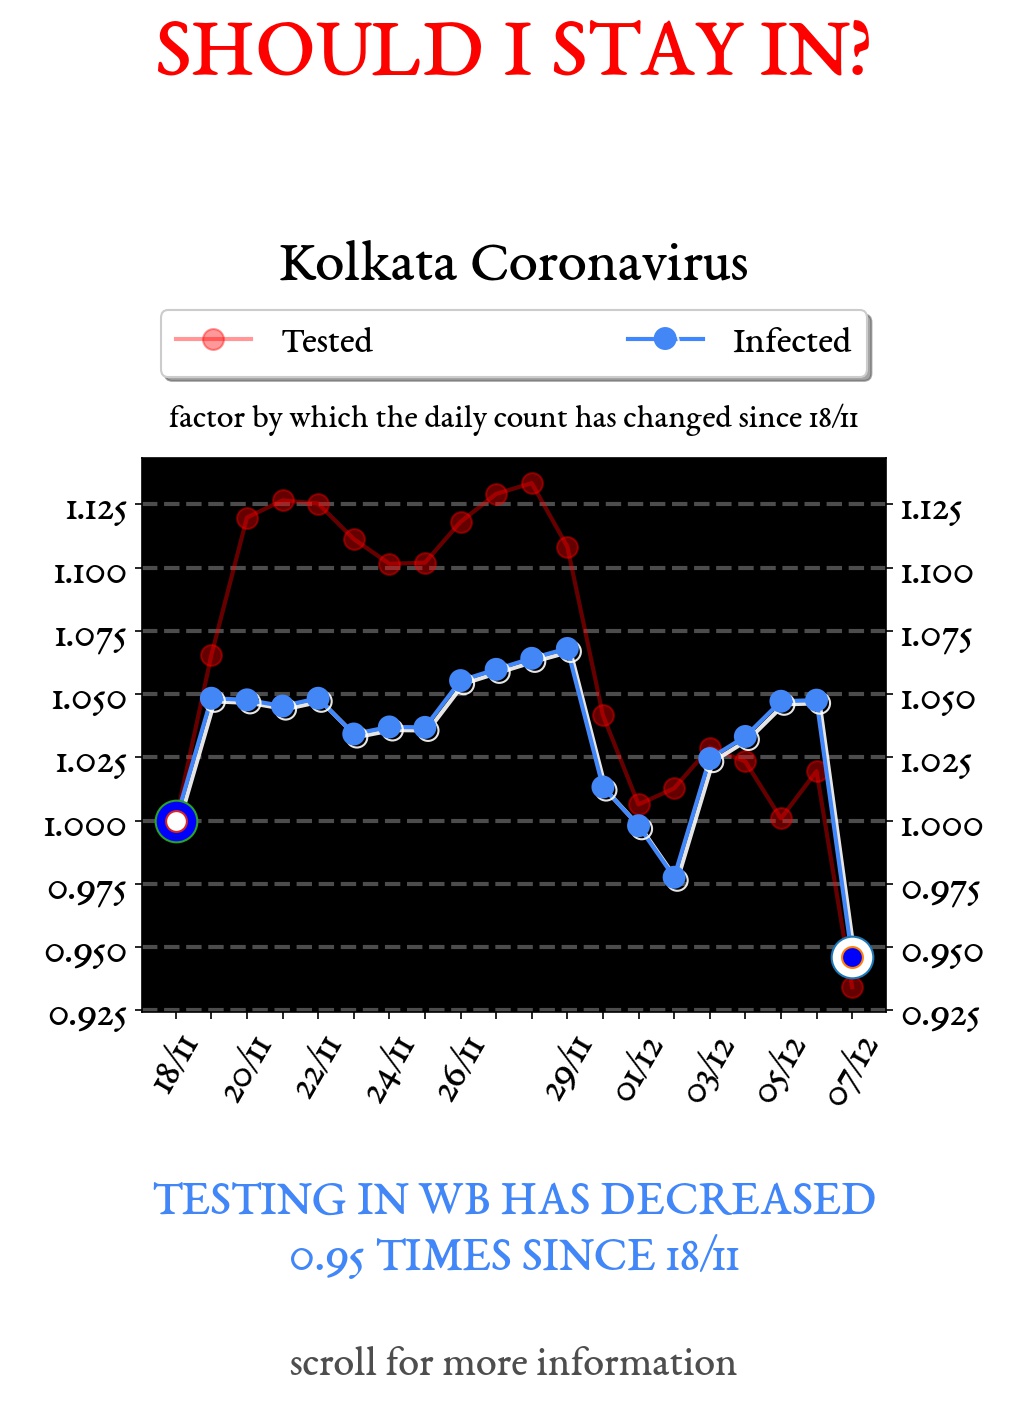 SHOULD I STAY IN?
Kolkata Coronavirus
Tested Infected
factor by which the daily count has changed since 18/11
1.125 1.125
1.100 1.100
1.075 1.075
1.050 1.050
1.025 1.025
1.000 1.000
0.975 0.975
0.950 0.950
0.925 0.925
18/11 20/11 22/11 24/11 26/11 29/11 01/12 03/12 05/12 07/12
TESTING IN WB HAS DECREASED
0.95 TIMES SINCE 18/11
scroll for more information